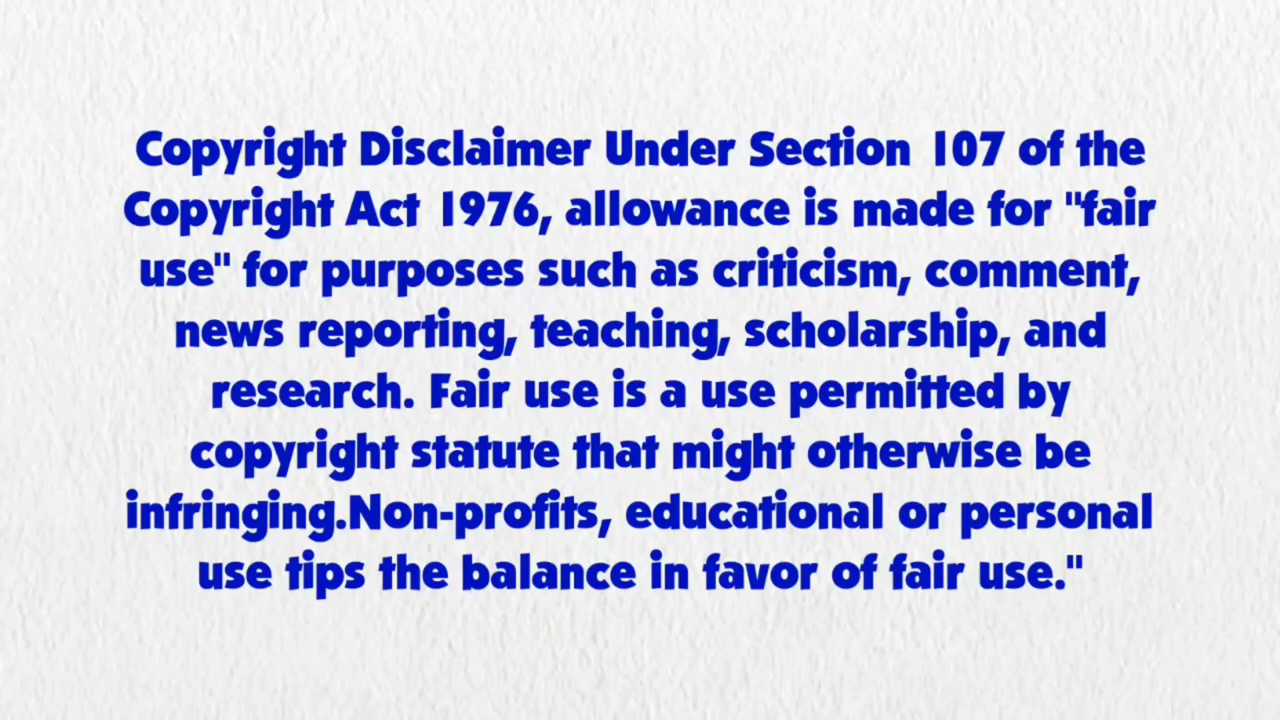 Copyright Disclaimer Under Section 107 of the
Copyright Act 1976, allowance is made for "fair
use" for purposes such as criticism, comment,
news reporting, teaching, scholarship, and
research. Fair use is a use permitted by
copyright statute that might otherwise be
infringing.Non-profits, educational or personal
use tips the balance in favor of fair use."